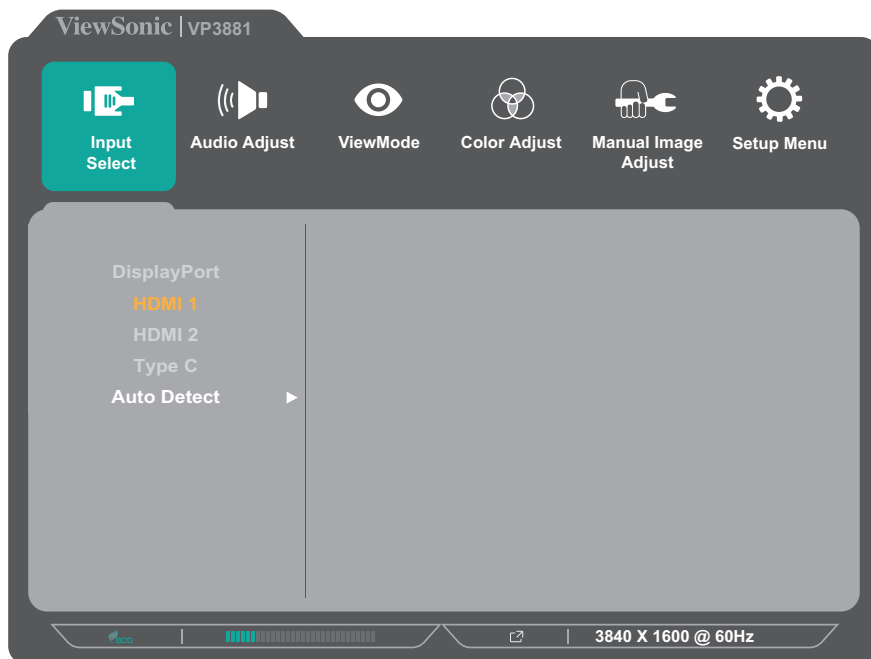 ViewSonic | VP3881
Input
Select
Audio Adjust
ViewMode
Color Adjust
Manual Image
Adjust
Setup Menu
DisplayPort
HDMI 1
HDMI 2
Type C
Auto Detect
eco
3840 X 1600 @ 60Hz